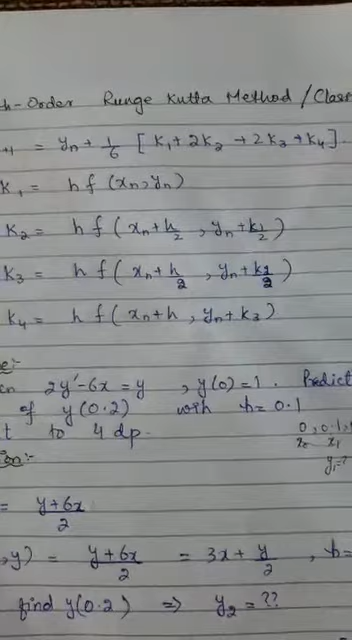 h-Order Runge Kutta Method / Class
+1 = yn + 1/6 [ K1 + 2K2 + 2K3 + K4 ].
K1 = h f (xn, yn)
K2 = h f ( xn + h/2 , yn + k1/2 )
K3 = h f ( xn + h/2 , yn + k2/2 )
K4 = h f ( xn + h , yn + k3 )
e:-
en 2y' - 6x = y , y(0) = 1 . Predict
of y(0.2) with h = 0.1
t to 4 dp.
0, 0.1,
x0 x1
y1 = ?
ion:-
= y+6x/2
,y) = y+6x/2 = 3x + y/2 , h =
find y(0.2) ⇒ y2 = ??